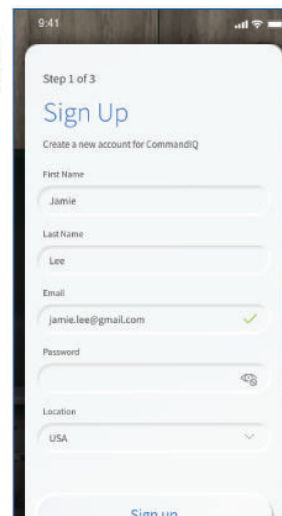 9:41
Step 1 of 3
Sign Up
Create a new account for CommandIQ
First Name
Jamie
Last Name
Lee
Email
jamie.lee@gmail.com
Password
Location
USA
Sign up